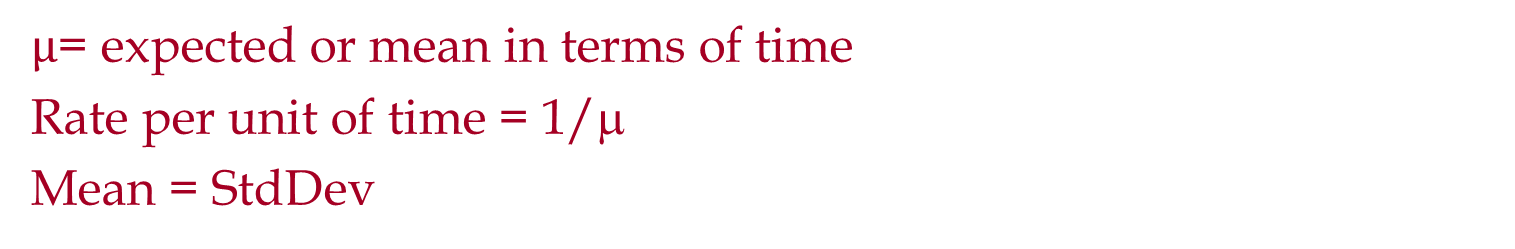 μ= expected or mean in terms of time
Rate per unit of time = 1/μ
Mean = StdDev